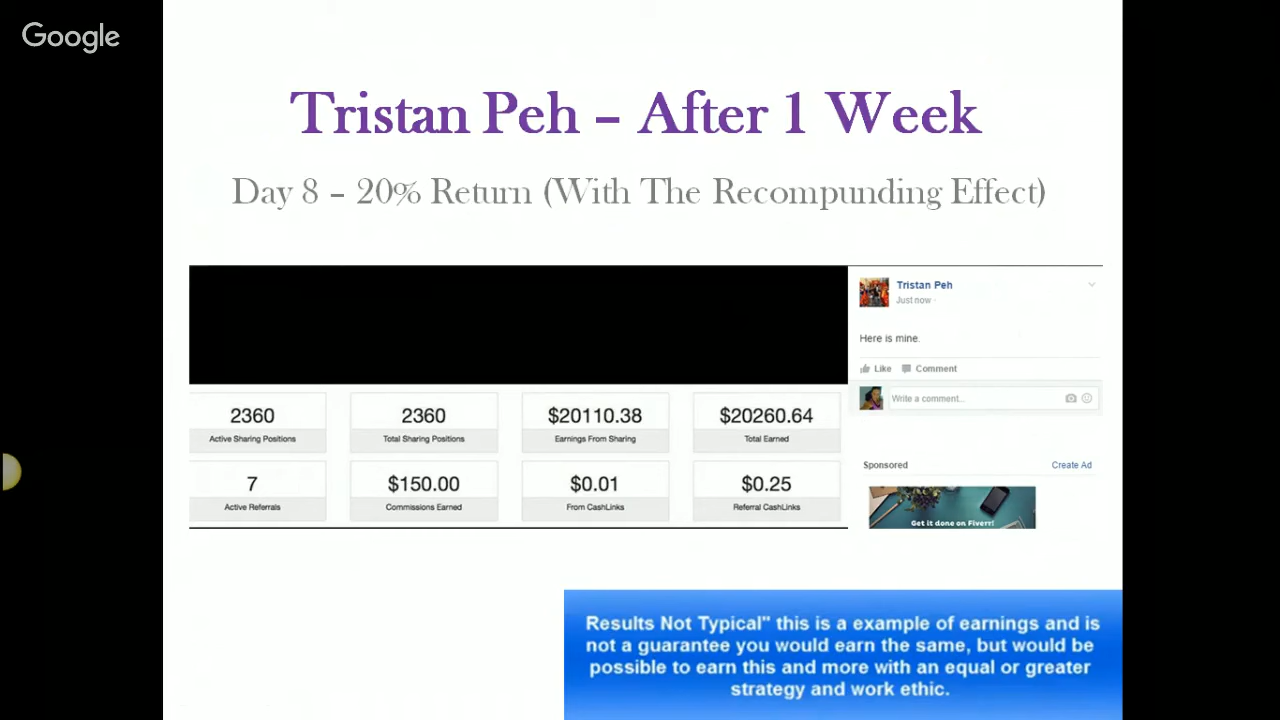 Google
Tristan Peh – After 1 Week
Day 8 – 20% Return (With The Recompunding Effect)
Tristan Peh
Just now
Here is mine.
Like Comment
Write a comment...
2360 2360 $20110.38 $20260.64
Active Sharing Positions Total Sharing Positions Earnings From Sharing Total Earned
7 $150.00 $0.01 $0.25
Active Referrals Commissions Earned From CashLinks Referral CashLinks
Sponsored Create Ad
Get it done on Fiverr!
Results Not Typical" this is a example of earnings and is
not a guarantee you would earn the same, but would be
possible to earn this and more with an equal or greater
strategy and work ethic.